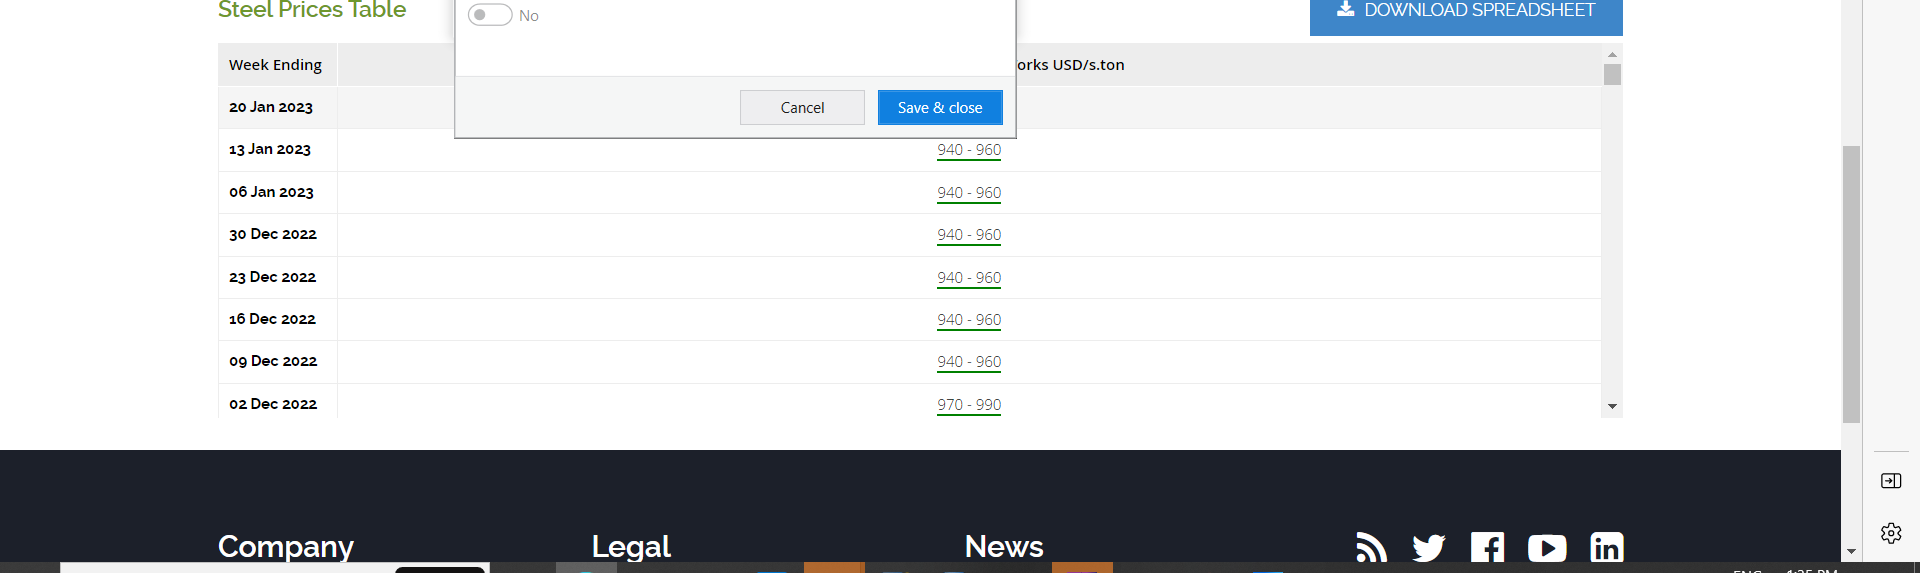 Steel Prices Table
No
DOWNLOAD SPREADSHEET
Week Ending
orks USD/s.ton
20 Jan 2023
Cancel
Save & close
13 Jan 2023
940 - 960
06 Jan 2023
940 - 960
30 Dec 2022
940 - 960
23 Dec 2022
940 - 960
16 Dec 2022
940 - 960
09 Dec 2022
940 - 960
02 Dec 2022
970 - 990
Company
Legal
News